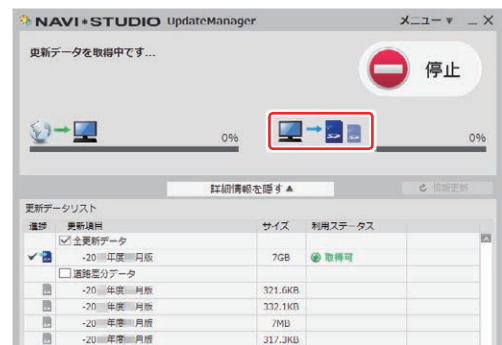 NAVI*STUDIO UpdateManager メニュー ▼ _ ×
更新データを取得中です...
停止
0% 0%
詳細情報を隠す▲ 情報更新
更新データリスト
進捗 更新項目 サイズ 利用ステータス
全更新データ
-20 年度 月版 7GB 取得可
道路差分データ
-20 年度 月版 321.6KB
-20 年度 月版 332.1KB
-20 年度 月版 7MB
-20 年度 月版 317.3KB